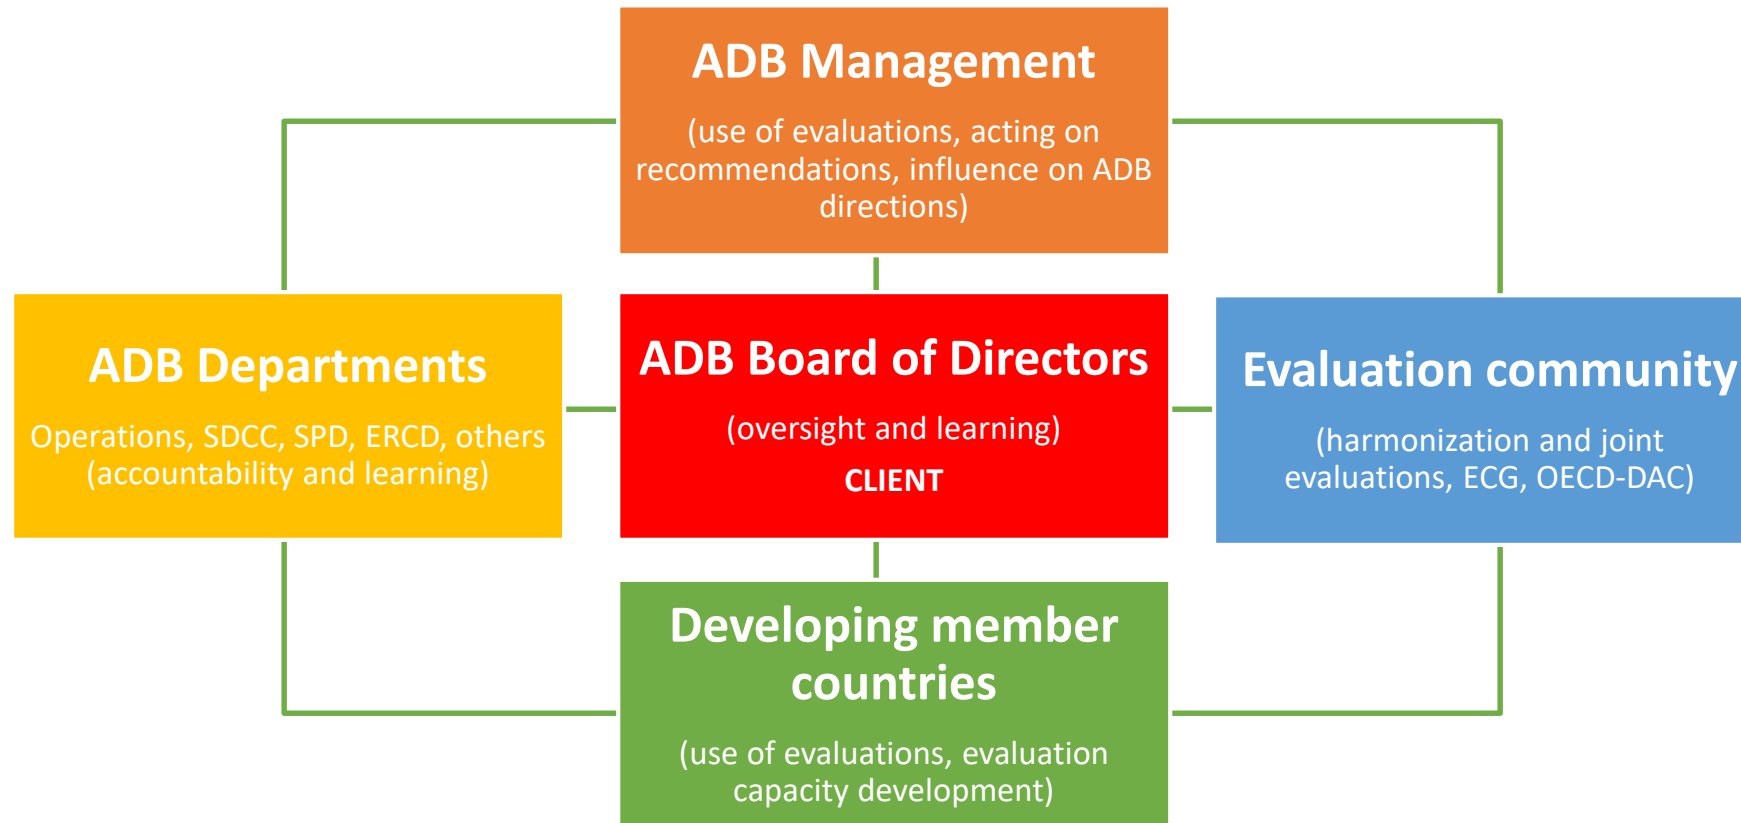 ADB Management
(use of evaluations, acting on
recommendations, influence on ADB
directions)
ADB Departments
Operations, SDCC, SPD, ERCD, others
(accountability and learning)
ADB Board of Directors
(oversight and learning)
CLIENT
Evaluation community
(harmonization and joint
evaluations, ECG, OECD-DAC)
Developing member
countries
(use of evaluations, evaluation
capacity development)